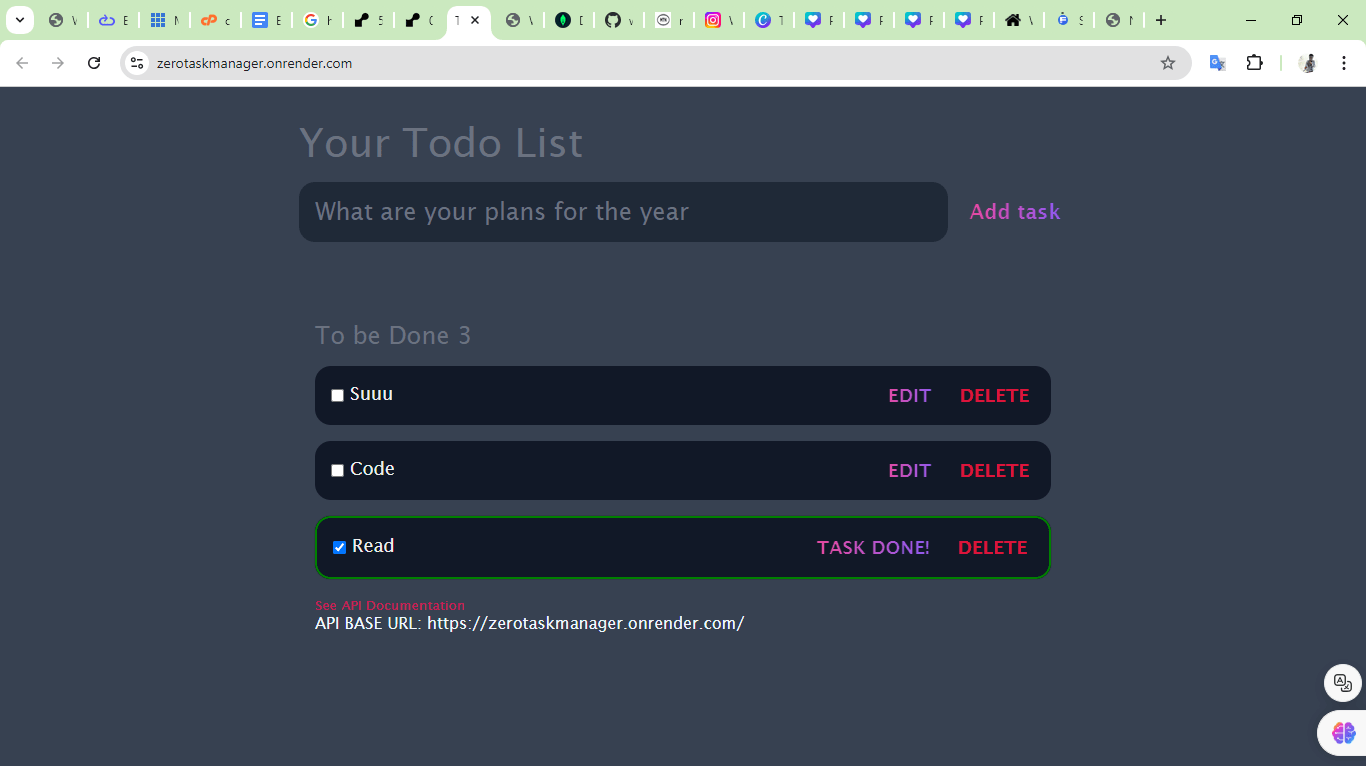 zerotaskmanager.onrender.com
Your Todo List
What are your plans for the year
Add task
To be Done 3
Suuu EDIT DELETE
Code EDIT DELETE
Read TASK DONE! DELETE
See API Documentation
API BASE URL: https://zerotaskmanager.onrender.com/